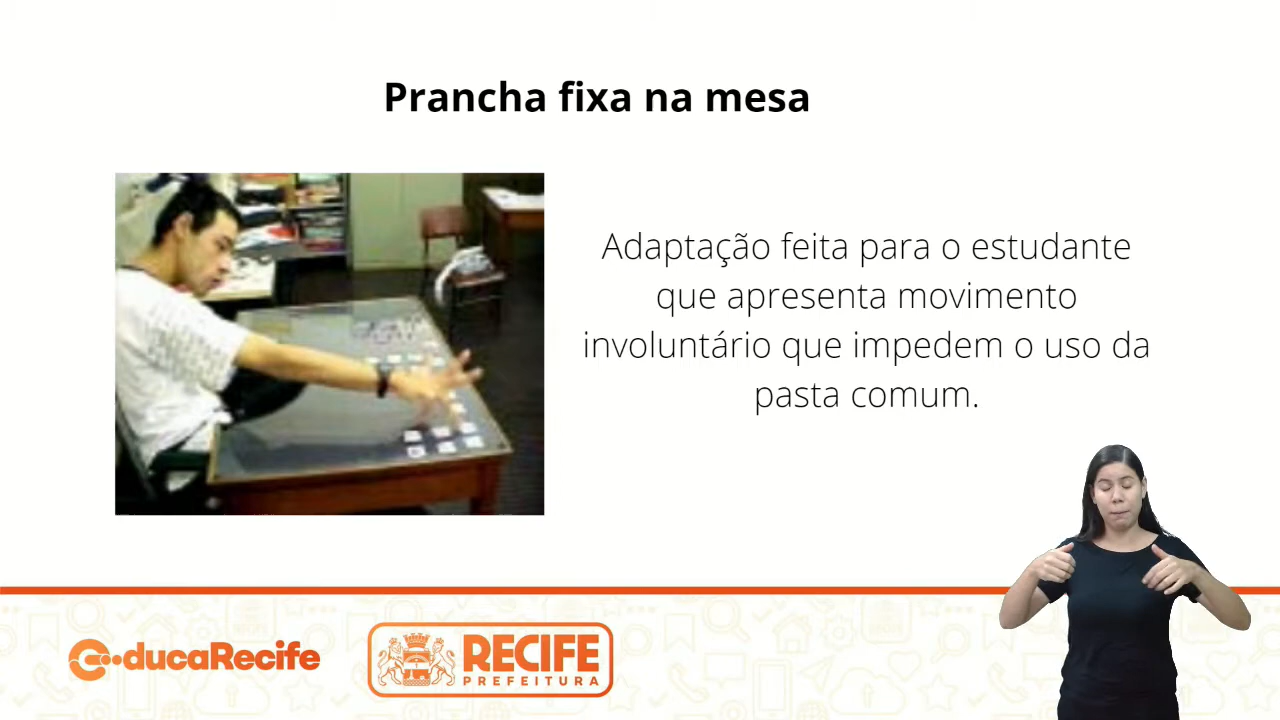 Prancha fixa na mesa
Adaptação feita para o estudante
que apresenta movimento
involuntário que impedem o uso da
pasta comum.
ducaRecife
RECIFE
PREFEITURA